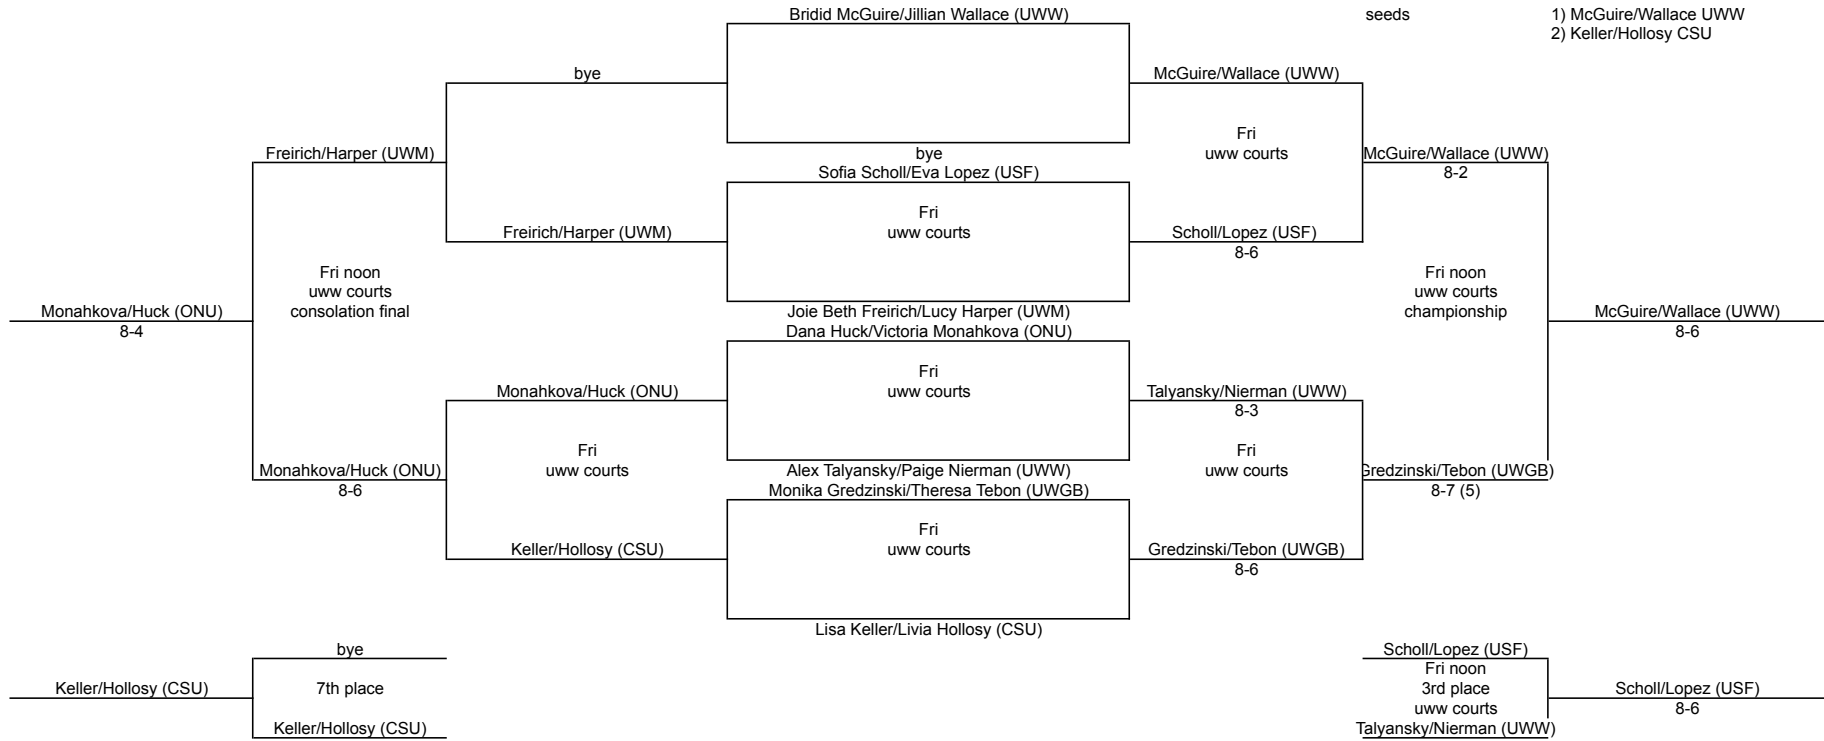 Bridid McGuire/Jillian Wallace (UWW)
seeds
1) McGuire/Wallace UWW
2) Keller/Hollosy CSU
bye
McGuire/Wallace (UWW)
Fri
uww courts
Freirich/Harper (UWM)
bye
McGuire/Wallace (UWW)
8-2
Sofia Scholl/Eva Lopez (USF)
Fri
uww courts
Freirich/Harper (UWM)
Scholl/Lopez (USF)
8-6
Fri noon
uww courts
consolation final
Fri noon
uww courts
championship
Monahkova/Huck (ONU)
8-4
Joie Beth Freirich/Lucy Harper (UWM)
McGuire/Wallace (UWW)
8-6
Dana Huck/Victoria Monahkova (ONU)
Fri
uww courts
Monahkova/Huck (ONU)
Talyansky/Nierman (UWW)
8-3
Fri
uww courts
Fri
uww courts
Monahkova/Huck (ONU)
8-6
Alex Talyansky/Paige Nierman (UWW)
Gredzinski/Tebon (UWGB)
8-7 (5)
Monika Gredzinski/Theresa Tebon (UWGB)
Fri
uww courts
Keller/Hollosy (CSU)
Gredzinski/Tebon (UWGB)
8-6
Lisa Keller/Livia Hollosy (CSU)
bye
Scholl/Lopez (USF)
Keller/Hollosy (CSU)
7th place
Fri noon
3rd place
uww courts
Scholl/Lopez (USF)
8-6
Keller/Hollosy (CSU)
Talyansky/Nierman (UWW)